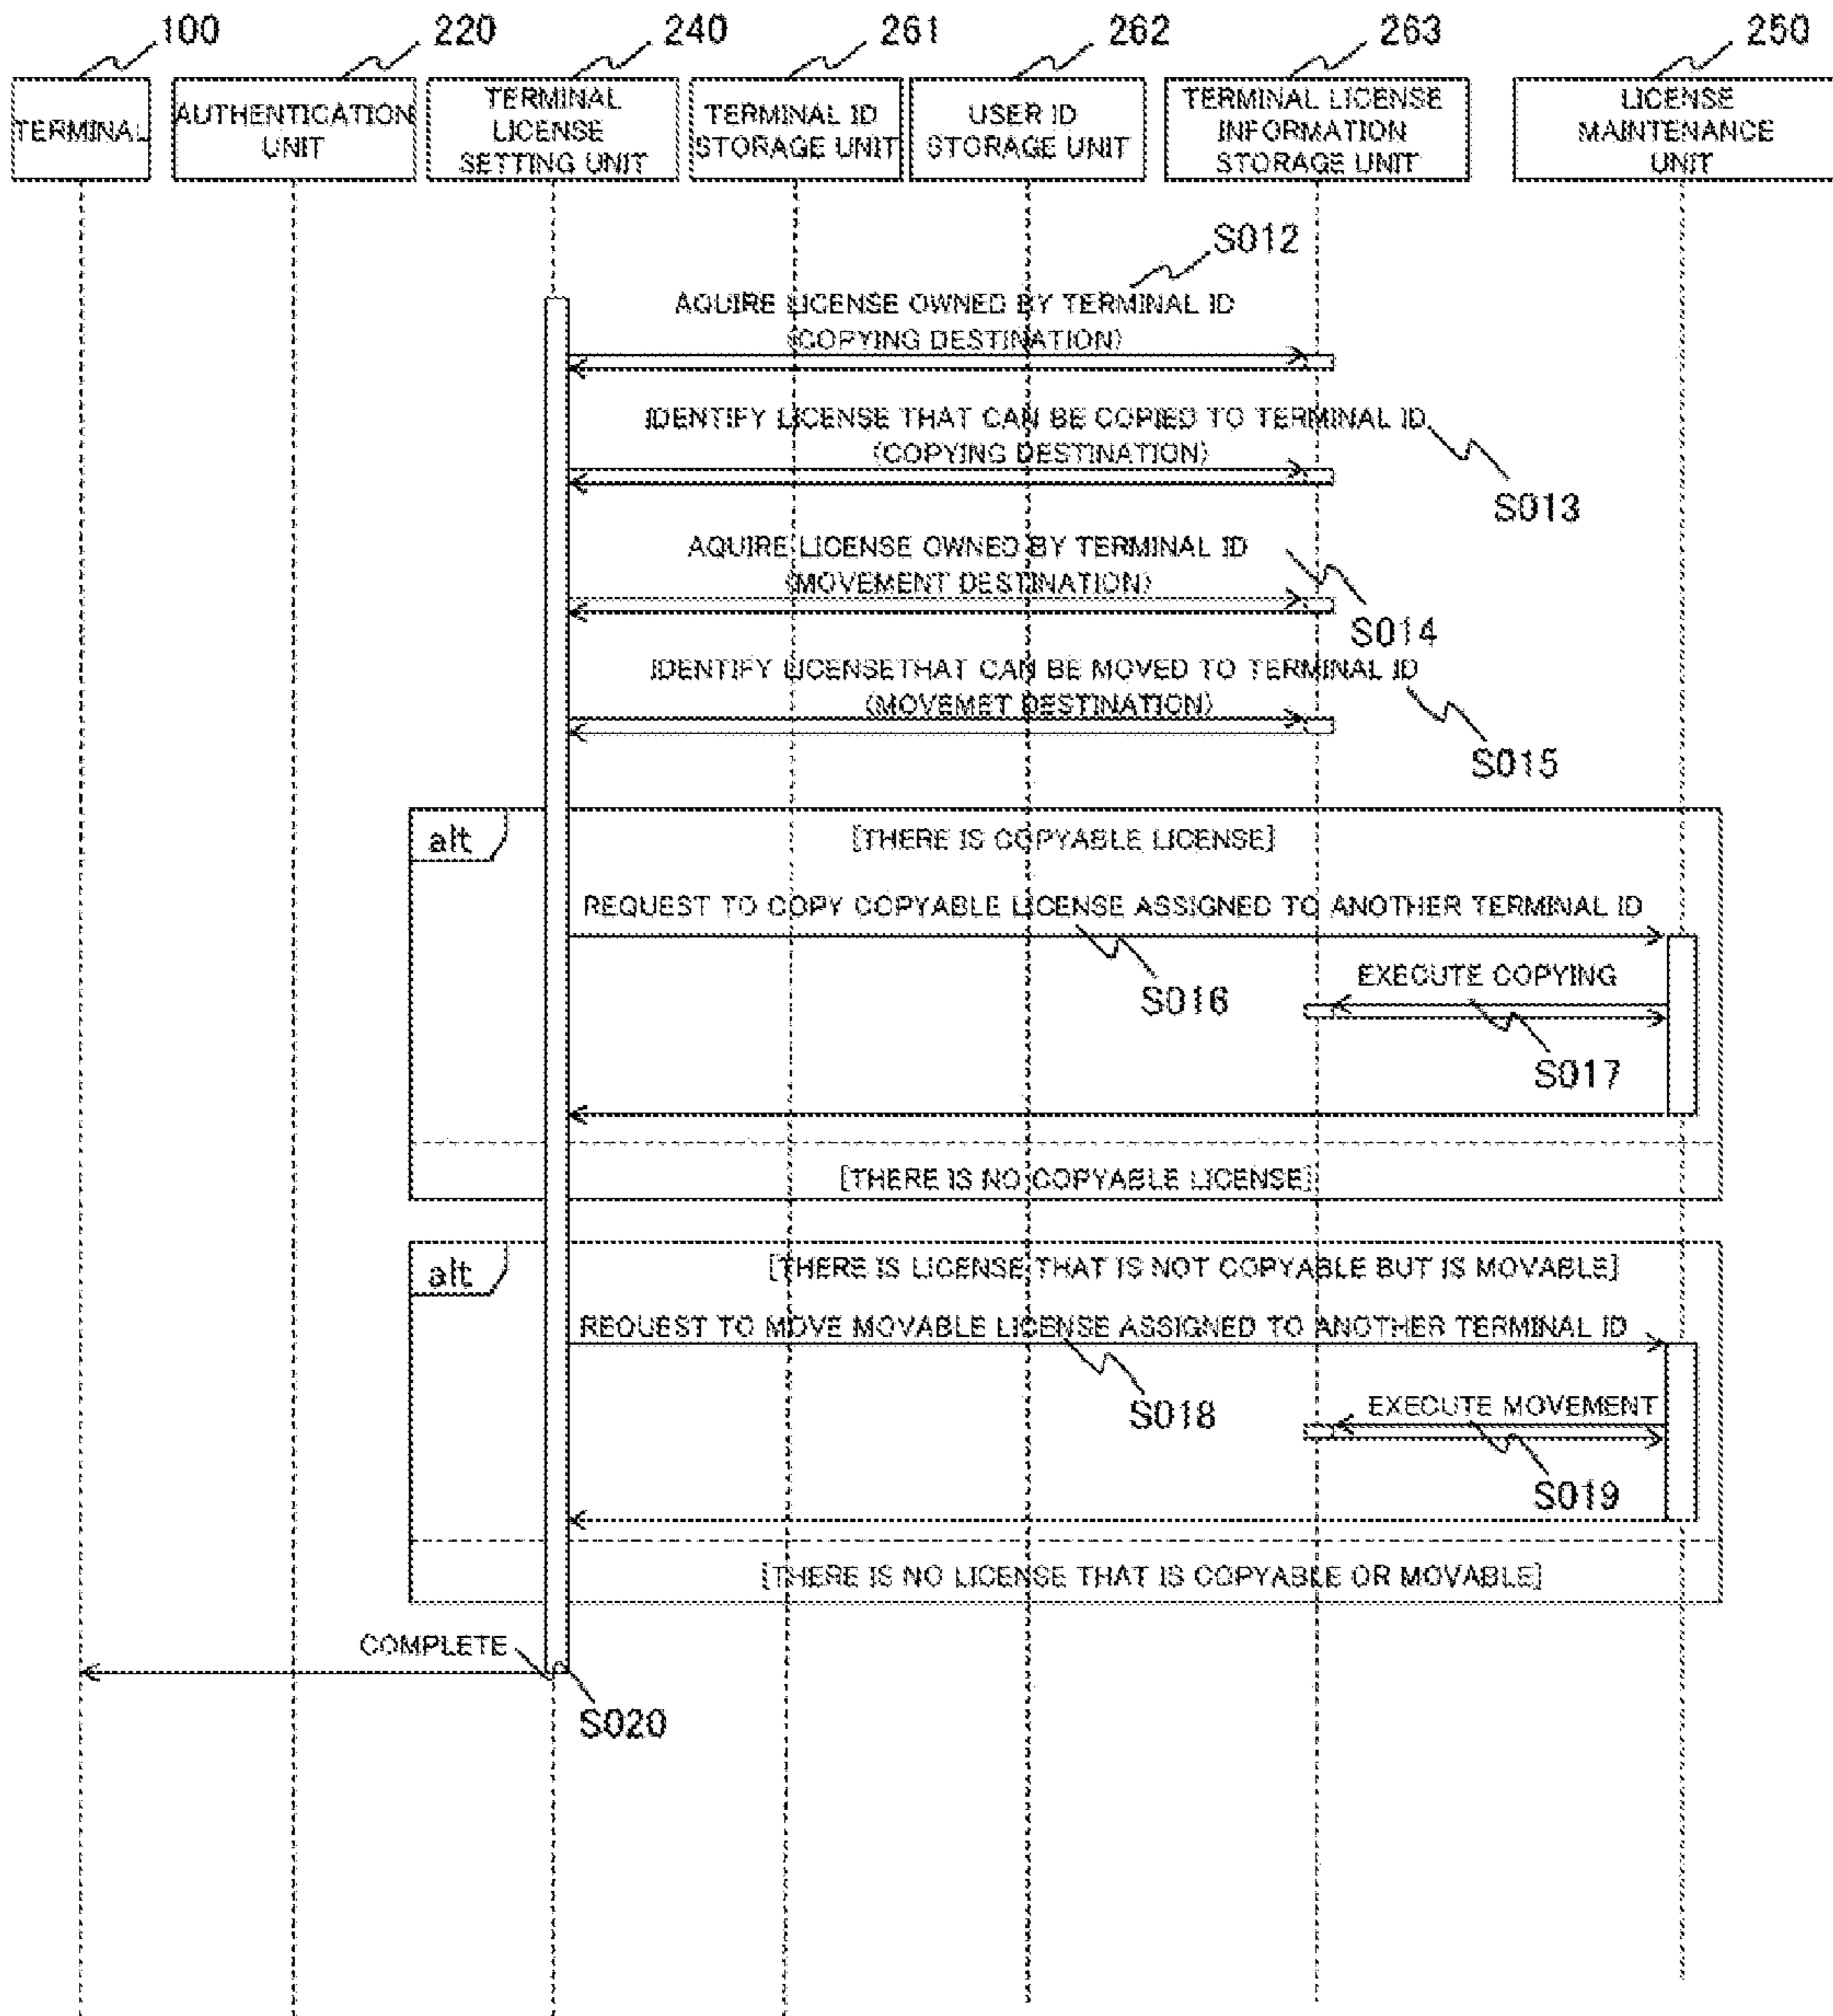 100
220
240
261
262
263
250
TERMINAL
AUTHENTICATION
UNIT
TERMINAL
LICENSE
SETTING UNIT
TERMINAL ID
STORAGE UNIT
USER ID
STORAGE UNIT
TERMINAL LICENSE
INFORMATION
STORAGE UNIT
LICENSE
MAINTENANCE
UNIT
S012
AQUIRE LICENSE OWNED BY TERMINAL ID
(COPYING DESTINATION)
IDENTIFY LICENSE THAT CAN BE COPIED TO TERMINAL ID
(COPYING DESTINATION)
S013
AQUIRE LICENSE OWNED BY TERMINAL ID
(MOVEMENT DESTINATION)
S014
IDENTIFY LICENSETHAT CAN BE MOVED TO TERMINAL ID
(MOVEMET DESTINATION)
S015
alt
[THERE IS COPYABLE LICENSE]
REQUEST TO COPY COPYABLE LICENSE ASSIGNED TO ANOTHER TERMINAL ID
S016
EXECUTE COPYING
S017
[THERE IS NO COPYABLE LICENSE]
alt
[THERE IS LICENSE THAT IS NOT COPYABLE BUT IS MOVABLE]
REQUEST TO MOVE MOVABLE LICENSE ASSIGNED TO ANOTHER TERMINAL ID
S018
EXECUTE MOVEMENT
S019
[THERE IS NO LICENSE THAT IS COPYABLE OR MOVABLE]
COMPLETE
S020